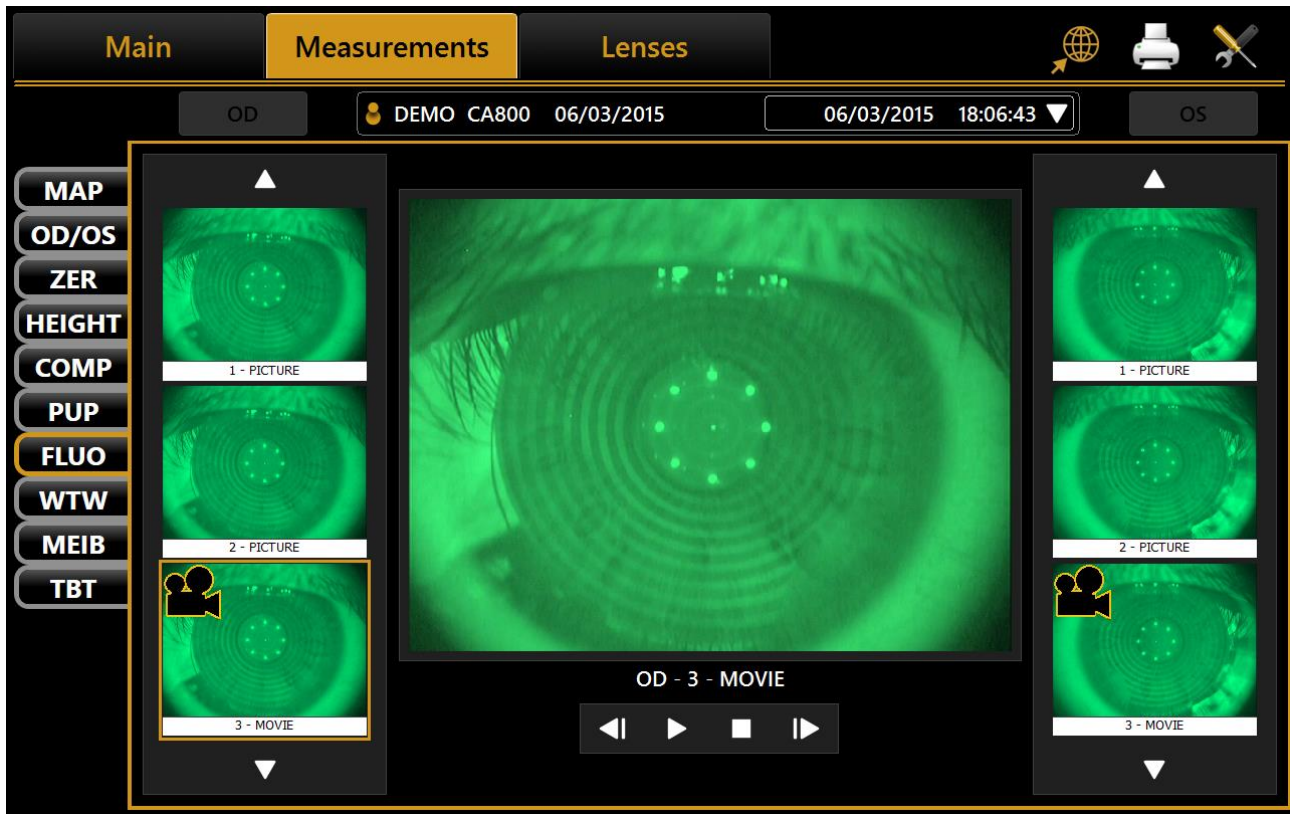 Main
Measurements
Lenses
OD
DEMO CA800 06/03/2015
06/03/2015 18:06:43
OS
MAP
OD/OS
ZER
HEIGHT
COMP
PUP
FLUO
WTW
MEIB
TBT
1 - PICTURE
2 - PICTURE
3 - MOVIE
OD - 3 - MOVIE
1 - PICTURE
2 - PICTURE
3 - MOVIE